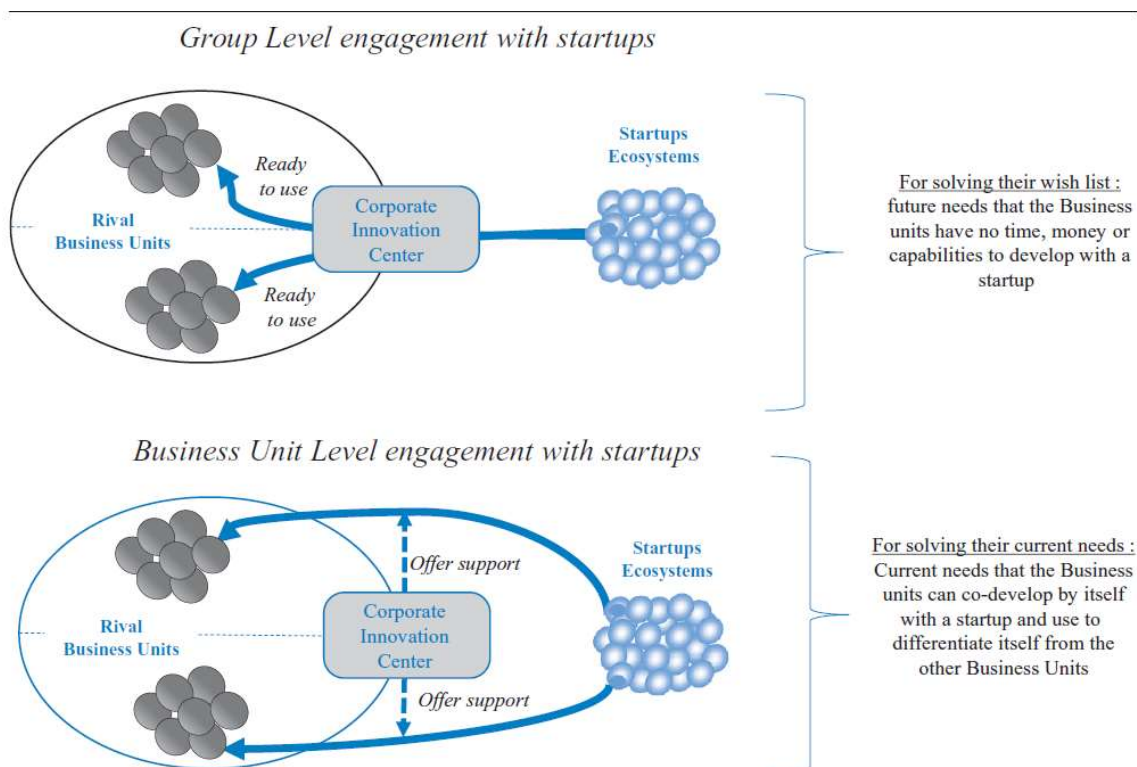 Group Level engagement with startups
Ready
to use
Rival
Business Units
Corporate
Innovation
Center
Ready
to use
Startups
Ecosystems
For solving their wish list :
future needs that the Business
units have no time, money or
capabilities to develop with a
startup
Business Unit Level engagement with startups
Offer support
Rival
Business Units
Corporate
Innovation
Center
Offer support
Startups
Ecosystems
For solving their current needs :
Current needs that the Business
units can co-develop by itself
with a startup and use to
differentiate itself from the
other Business Units